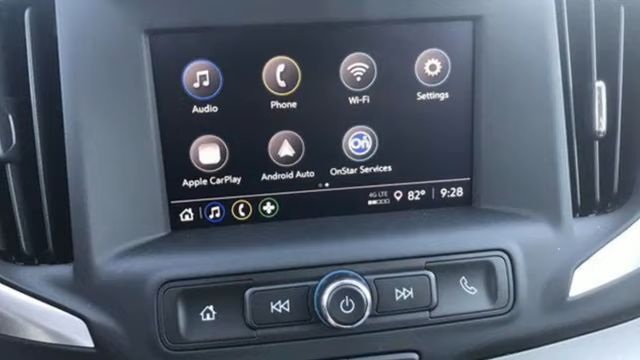 Audio Phone Wi-Fi Settings
Apple CarPlay Android Auto OnStar Services
4G LTE 82° 9:28